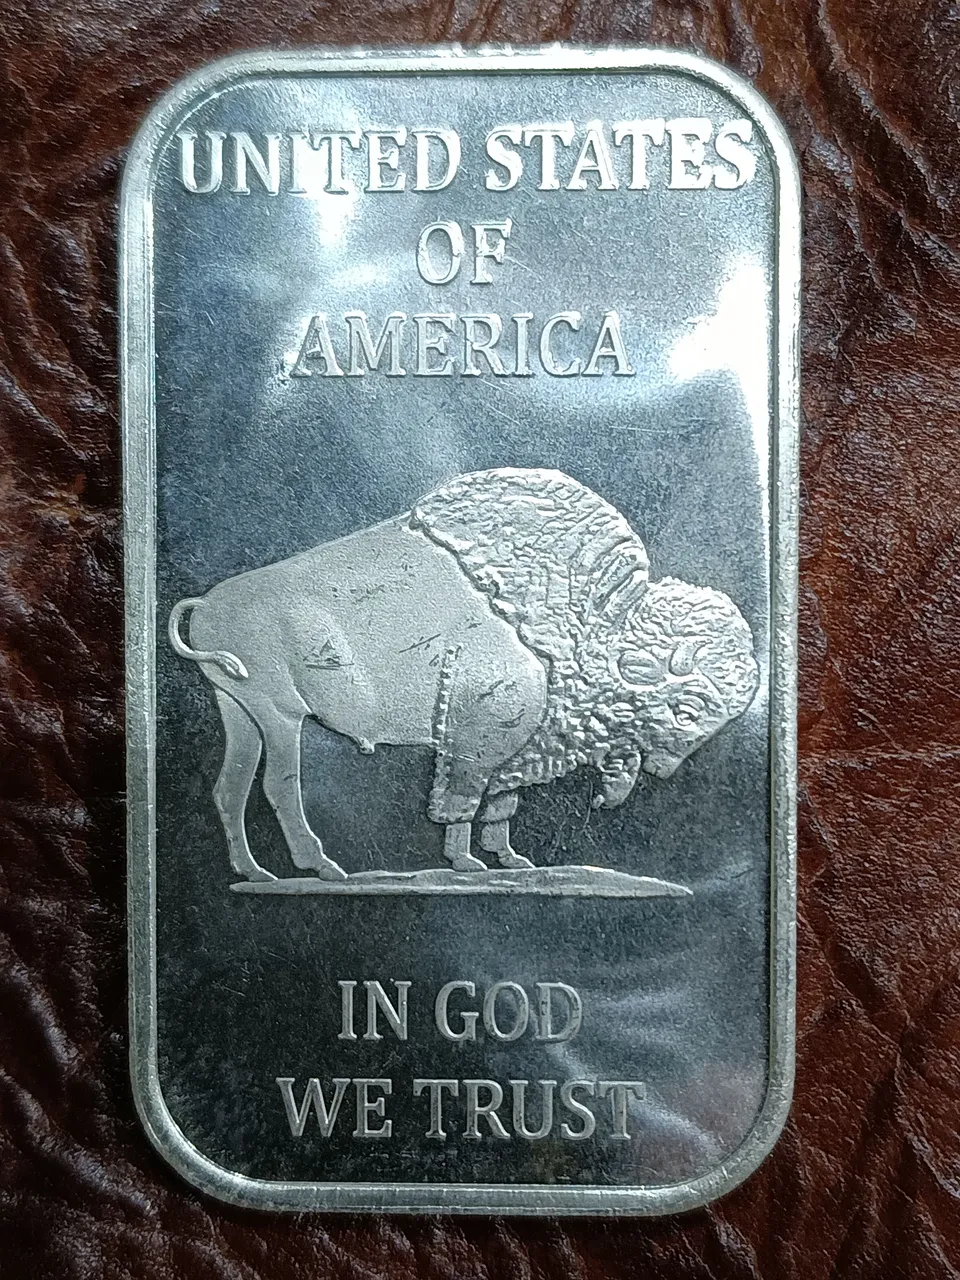 UNITED STATES
OF
AMERICA
IN GOD
WE TRUST